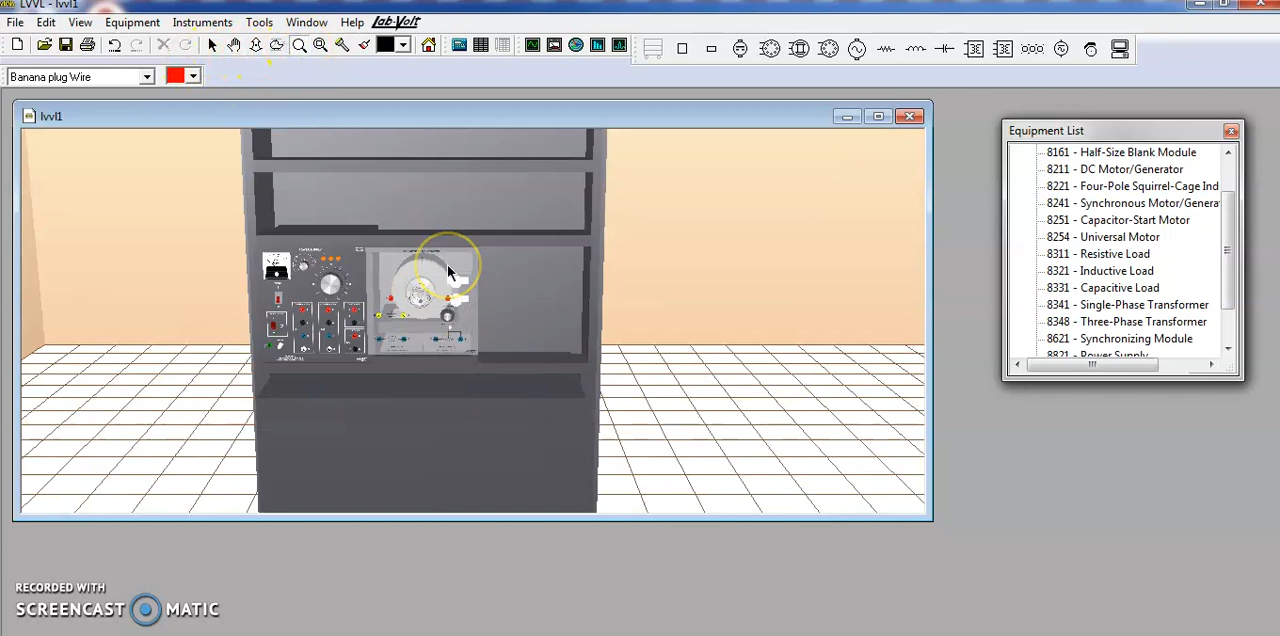 LVVL - lvvl1
File Edit View Equipment Instruments Tools Window Help Lab-Volt
Banana plug Wire
lvvl1
Equipment List
8161 - Half-Size Blank Module
8211 - DC Motor/Generator
8221 - Four-Pole Squirrel-Cage Ind
8241 - Synchronous Motor/Genera
8251 - Capacitor-Start Motor
8254 - Universal Motor
8311 - Resistive Load
8321 - Inductive Load
8331 - Capacitive Load
8341 - Single-Phase Transformer
8348 - Three-Phase Transformer
8621 - Synchronizing Module
8821 - Power Supply
RECORDED WITH
SCREENCAST MATIC